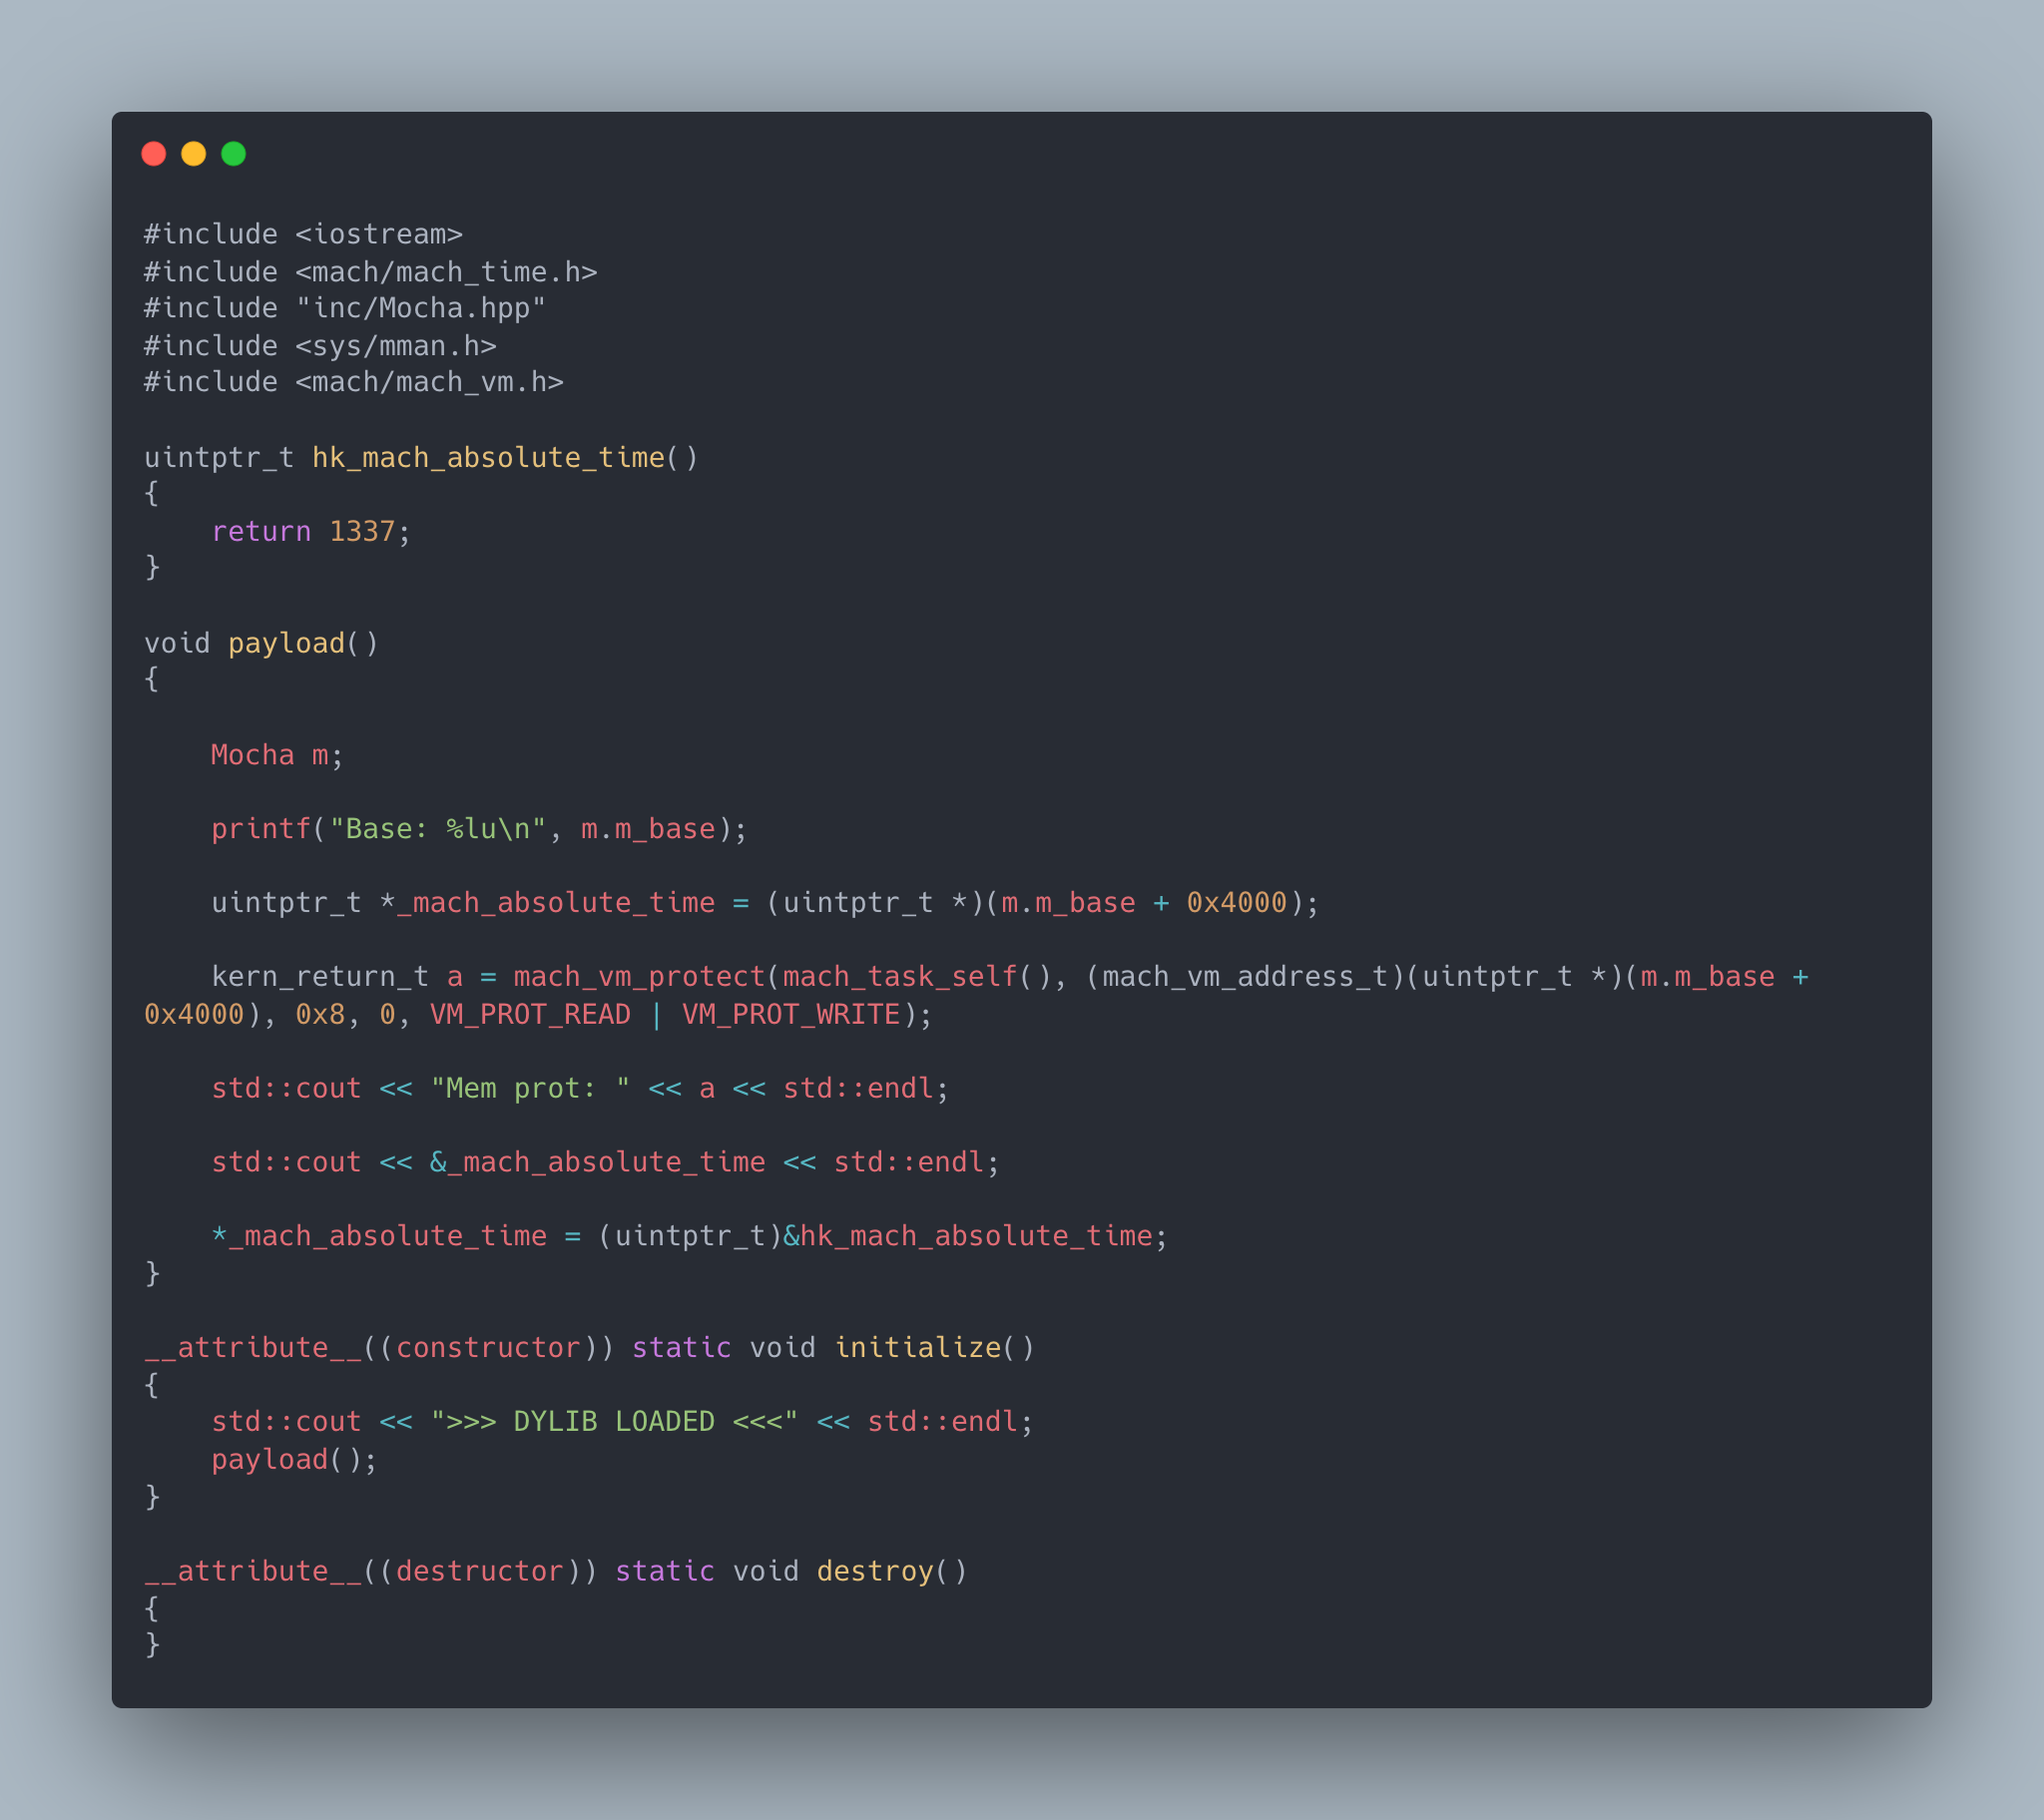 #include <iostream>
#include <mach/mach_time.h>
#include "inc/Mocha.hpp"
#include <sys/mman.h>
#include <mach/mach_vm.h>

uintptr_t hk_mach_absolute_time()
{
    return 1337;
}

void payload()
{

    Mocha m;

    printf("Base: %lu\n", m.m_base);

    uintptr_t *_mach_absolute_time = (uintptr_t *)(m.m_base + 0x4000);

    kern_return_t a = mach_vm_protect(mach_task_self(), (mach_vm_address_t)(uintptr_t *)(m.m_base +
0x4000), 0x8, 0, VM_PROT_READ | VM_PROT_WRITE);

    std::cout << "Mem prot: " << a << std::endl;

    std::cout << &_mach_absolute_time << std::endl;

    *_mach_absolute_time = (uintptr_t)&hk_mach_absolute_time;
}

__attribute__((constructor)) static void initialize()
{
    std::cout << ">>> DYLIB LOADED <<<" << std::endl;
    payload();
}

__attribute__((destructor)) static void destroy()
{
}